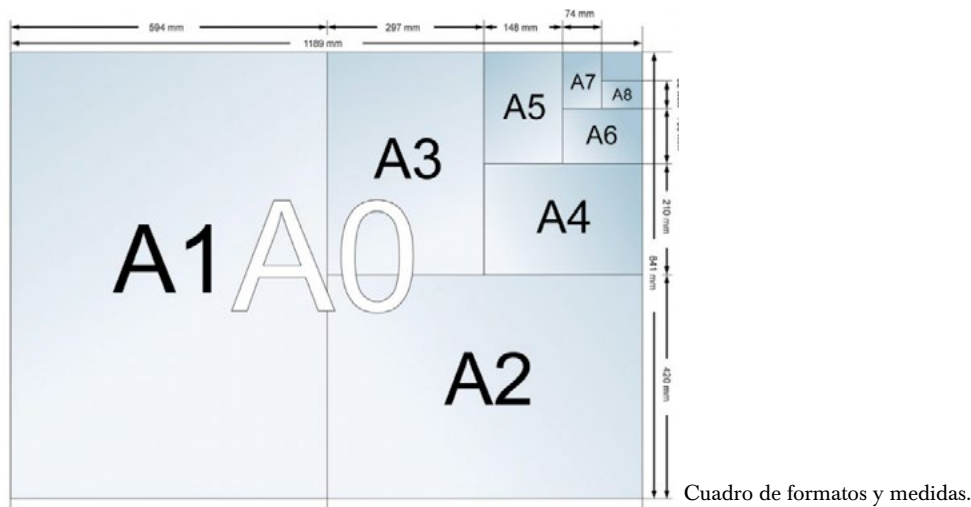 74 mm
594 mm
297 mm
148 mm
1189 mm
A7
A8
A5
A6
A3
A4
A1
A0
210 mm
841 mm
A2
420 mm
Cuadro de formatos y medidas.